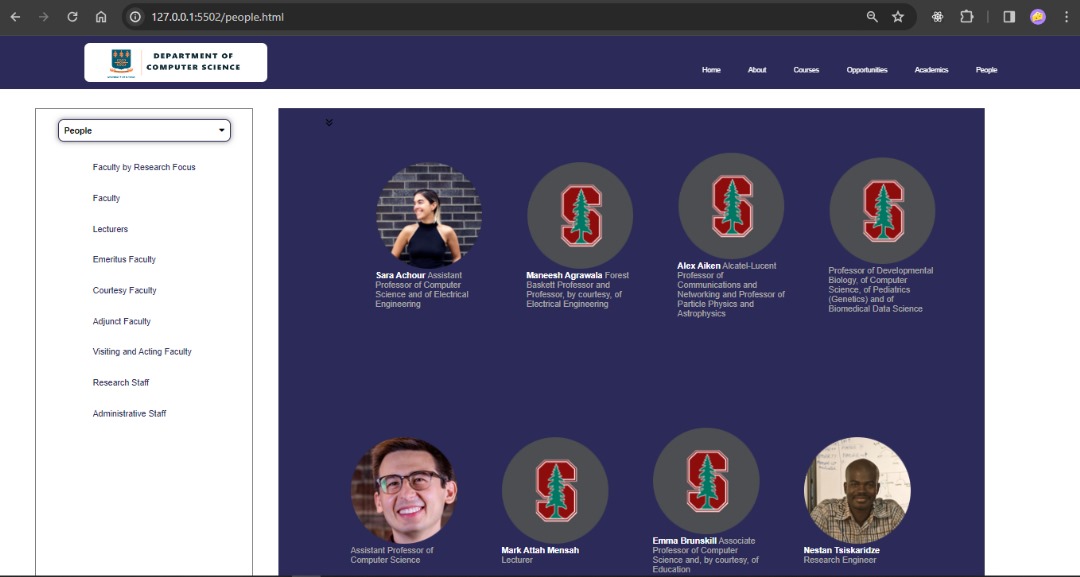 127.0.0.1:5502/people.html
DEPARTMENT OF
COMPUTER SCIENCE
Home About Courses Opportunities Academics People
People
Faculty by Research Focus
Faculty
Lecturers
Emeritus Faculty
Courtesy Faculty
Adjunct Faculty
Visiting and Acting Faculty
Research Staff
Administrative Staff
Sara Achour Assistant
Professor of Computer
Science and of Electrical
Engineering
Maneesh Agrawala Forest
Baskett Professor and
Professor, by courtesy, of
Electrical Engineering
Alex Aiken Alcatel-Lucent
Professor of
Communications and
Networking and Professor of
Particle Physics and
Astrophysics
Professor of Developmental
Biology, of Computer
Science, of Pediatrics
(Genetics) and of
Biomedical Data Science
Assistant Professor of
Computer Science
Mark Attah Mensah
Lecturer
Emma Brunskill Associate
Professor of Computer
Science and, by courtesy, of
Education
Nestan Tsiskaridze
Research Engineer